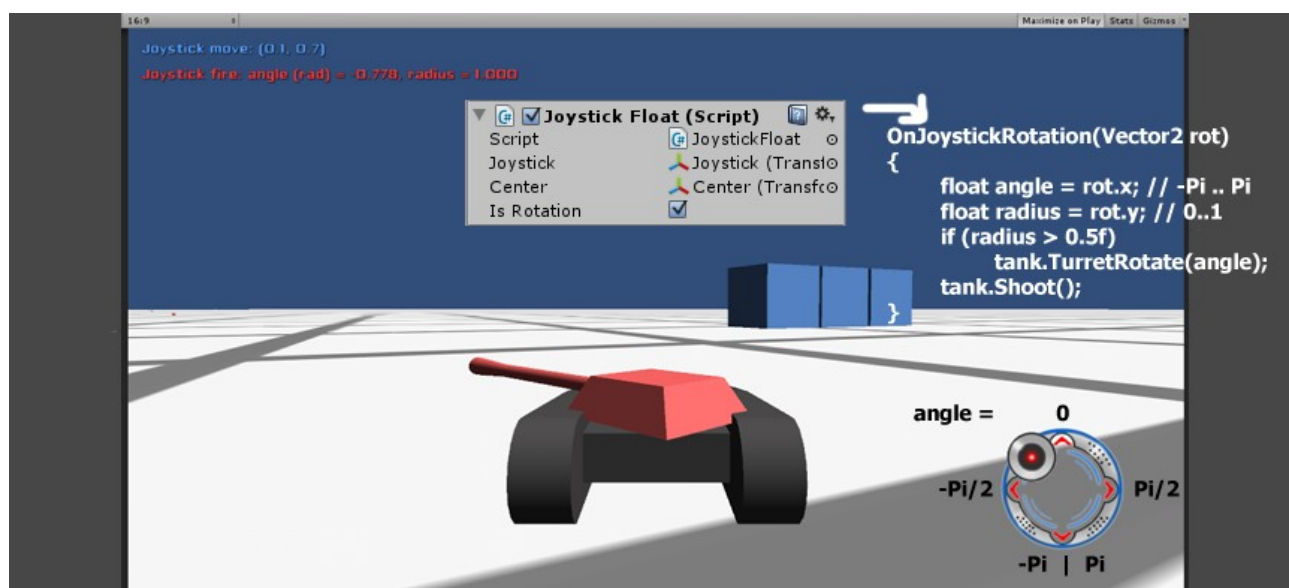 16:9
Maximize on Play Stats Gizmos
Joystick move: (0.1, 0.7)
Joystick fire: angle (rad) = -0.778, radius = 1.000
Joystick Float (Script)
Script JoystickFloat
Joystick Joystick (Transfo
Center Center (Transfo
Is Rotation
OnJoystickRotation(Vector2 rot)
{
float angle = rot.x; // -Pi .. Pi
float radius = rot.y; // 0..1
if (radius > 0.5f)
tank.TurretRotate(angle);
tank.Shoot();
}
angle = 0
-Pi/2 Pi/2
-Pi | Pi